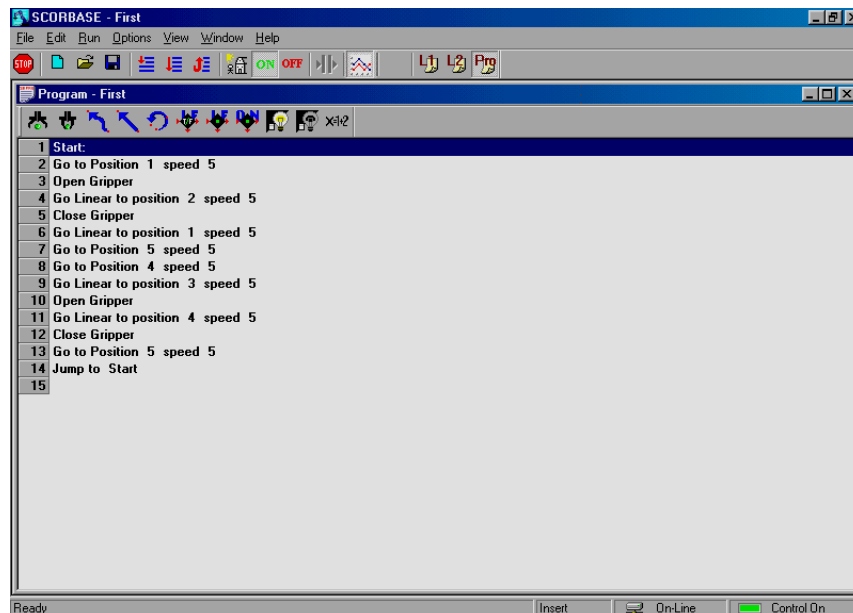 SCORBASE - First
File Edit Run Options View Window Help
STOP ON OFF L1 L2 Prg
Program - First
X=1+2
1 Start:
2 Go to Position 1 speed 5
3 Open Gripper
4 Go Linear to position 2 speed 5
5 Close Gripper
6 Go Linear to position 1 speed 5
7 Go to Position 5 speed 5
8 Go to Position 4 speed 5
9 Go Linear to position 3 speed 5
10 Open Gripper
11 Go Linear to position 4 speed 5
12 Close Gripper
13 Go to Position 5 speed 5
14 Jump to Start
15
Ready Insert On-Line Control On